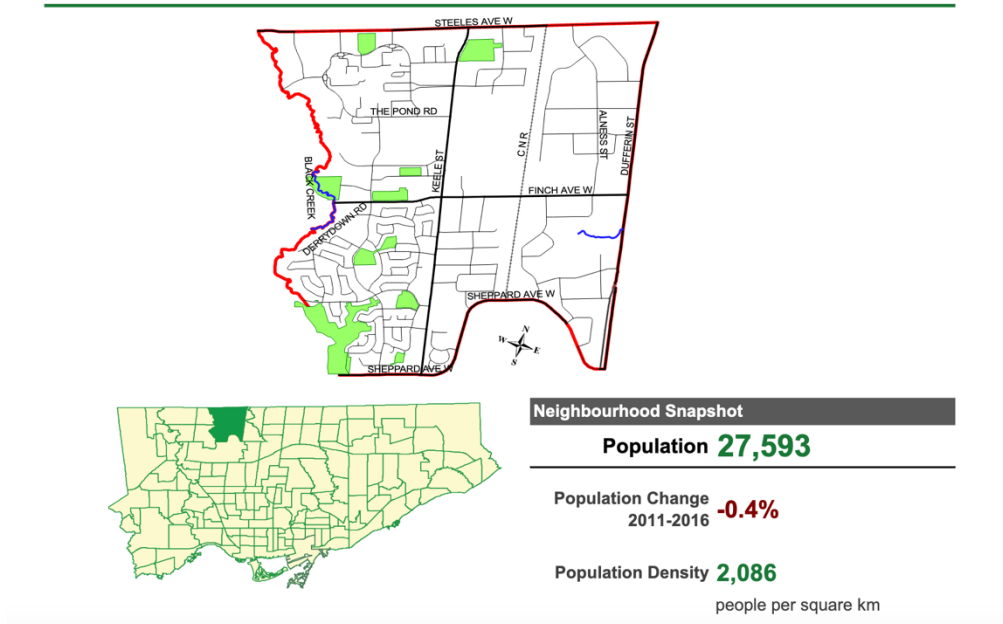 STEELES AVE W
THE POND RD
CNR
ALNESS ST
DUFFERIN ST
KEELE ST
BLACK CREEK
FINCH AVE W
DERRYDOWN RD
SHEPPARD AVE W
N
W
E
S
SHEPPARD AVE W
Neighbourhood Snapshot
Population 27,593
Population Change
2011-2016 -0.4%
Population Density 2,086
people per square km